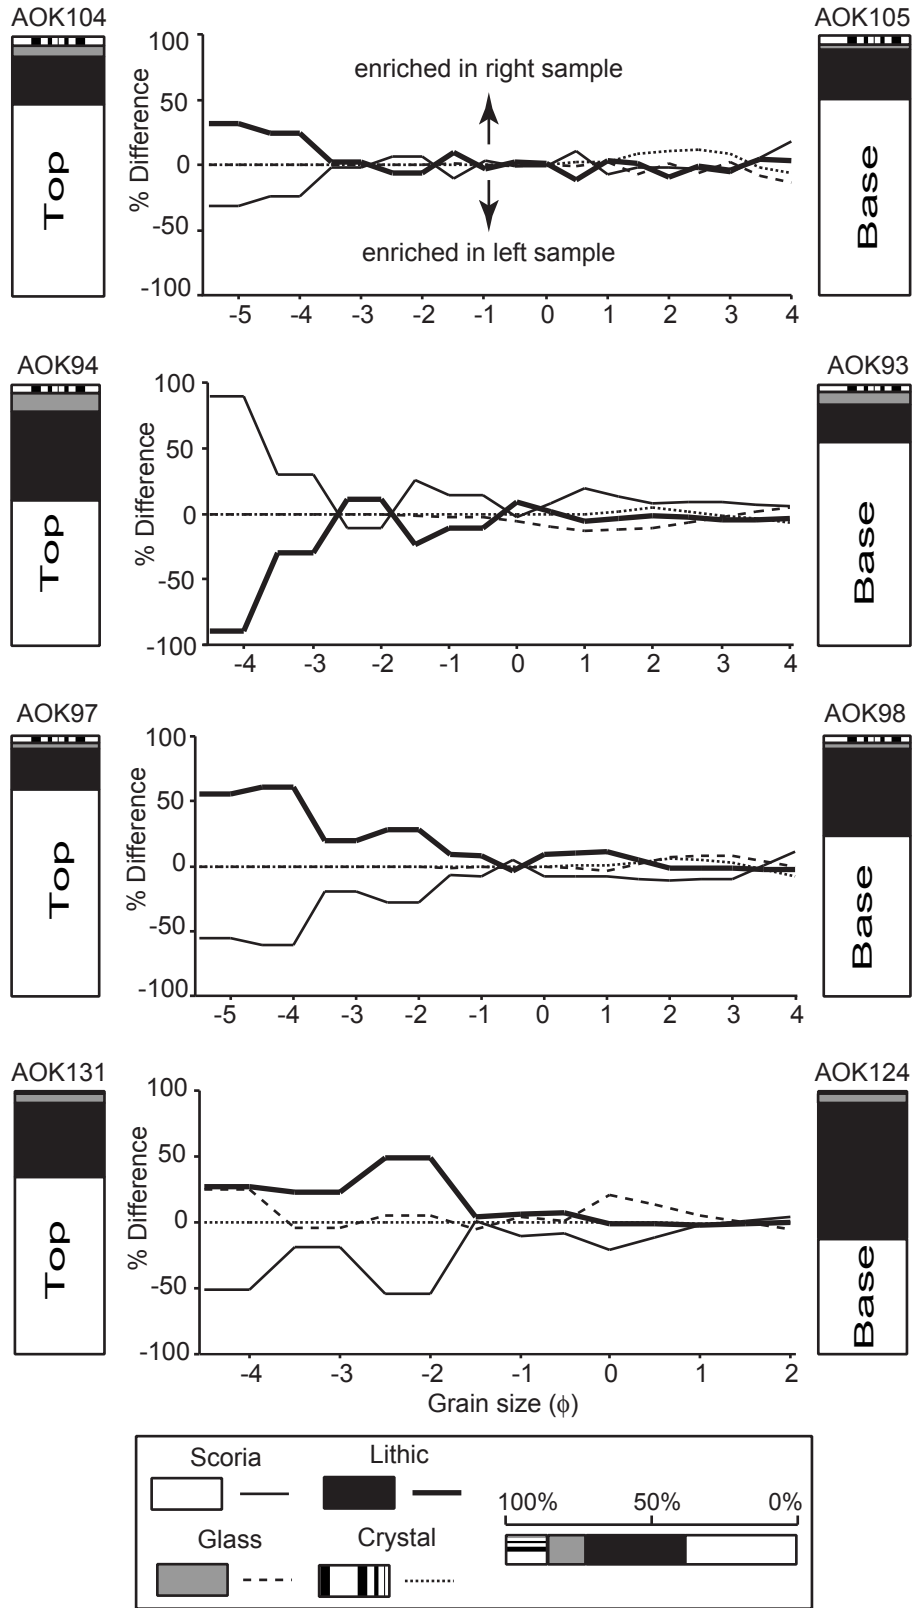 AOK104
AOK105
100
50
0
-50
-100
% Difference
enriched in right sample
enriched in left sample
Top
Base
-5 -4 -3 -2 -1 0 1 2 3 4
AOK94
AOK93
100
50
0
-50
-100
% Difference
Top
Base
-4 -3 -2 -1 0 1 2 3 4
AOK97
AOK98
100
50
0
-50
-100
% Difference
Top
Base
-5 -4 -3 -2 -1 0 1 2 3 4
AOK131
AOK124
100
50
0
-50
-100
% Difference
Top
Base
-4 -3 -2 -1 0 1 2
Grain size (ϕ)
Scoria Lithic
100% 50% 0%
Glass Crystal